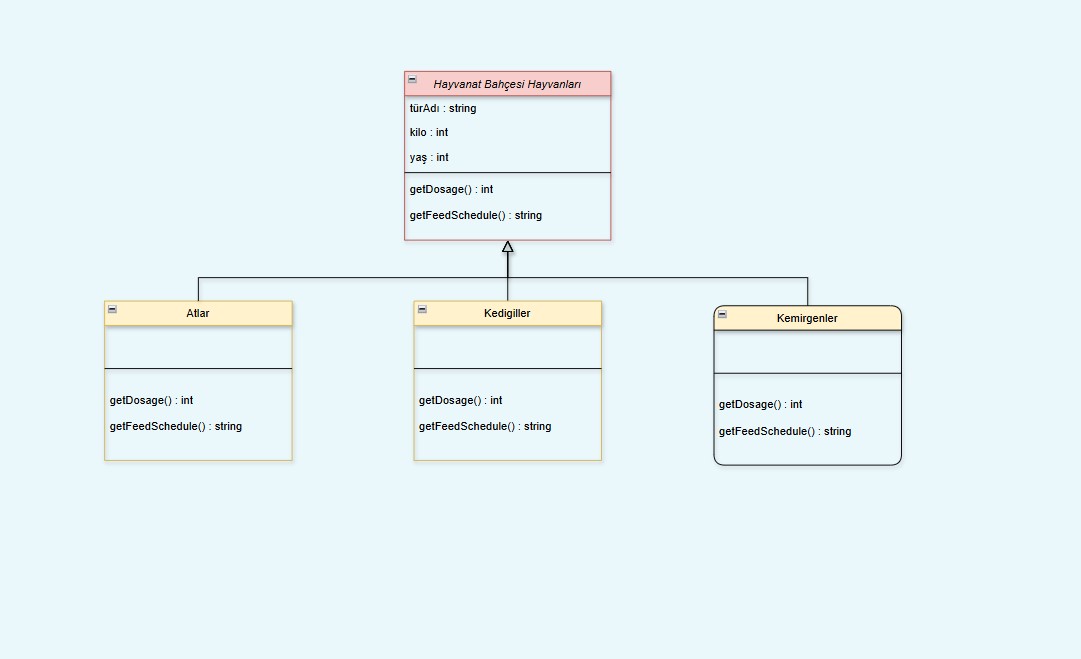 Hayvanat Bahçesi Hayvanları
türAdı : string
kilo : int
yaş : int
getDosage() : int
getFeedSchedule() : string
Atlar
getDosage() : int
getFeedSchedule() : string
Kedigiller
getDosage() : int
getFeedSchedule() : string
Kemirgenler
getDosage() : int
getFeedSchedule() : string